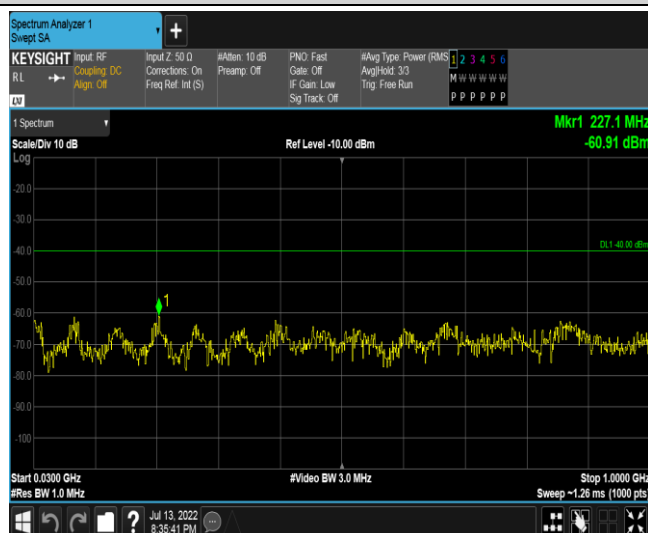 Spectrum Analyzer 1
Swept SA
KEYSIGHT
RL
LXI
Input: RF
Coupling: DC
Align: Off
Input Z: 50 Ω
Corrections: On
Freq Ref: Int (S)
#Atten: 10 dB
Preamp: Off
PNO: Fast
Gate: Off
IF Gain: Low
Sig Track: Off
#Avg Type: Power (RMS
Avg|Hold: 3/3
Trig: Free Run
1 2 3 4 5 6
M W W W W W
P P P P P P
1 Spectrum
Mkr1 227.1 MHz
-60.91 dBm
Scale/Div 10 dB
Ref Level -10.00 dBm
Log
-20.0
-30.0
-40.0
DL1 -40.00 dBm
-50.0
-60.0
1
-70.0
-80.0
-90.0
-100
Start 0.0300 GHz
#Video BW 3.0 MHz
Stop 1.0000 GHz
#Res BW 1.0 MHz
Sweep ~1.26 ms (1000 pts)
?
Jul 13, 2022
8:35:41 PM